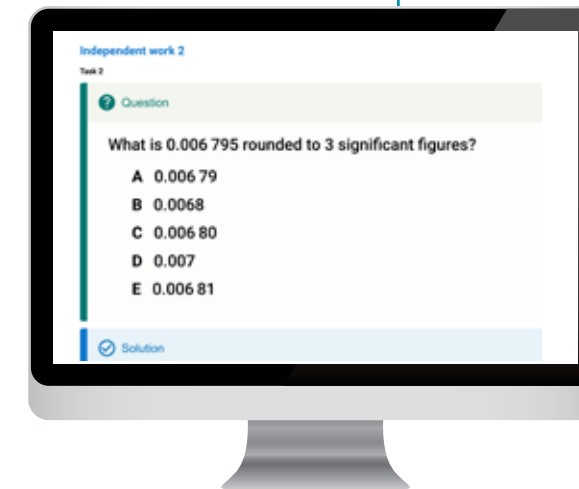 Independent work 2
Task 2
? Question
What is 0.006 795 rounded to 3 significant figures?
A 0.006 79
B 0.0068
C 0.006 80
D 0.007
E 0.006 81
Solution